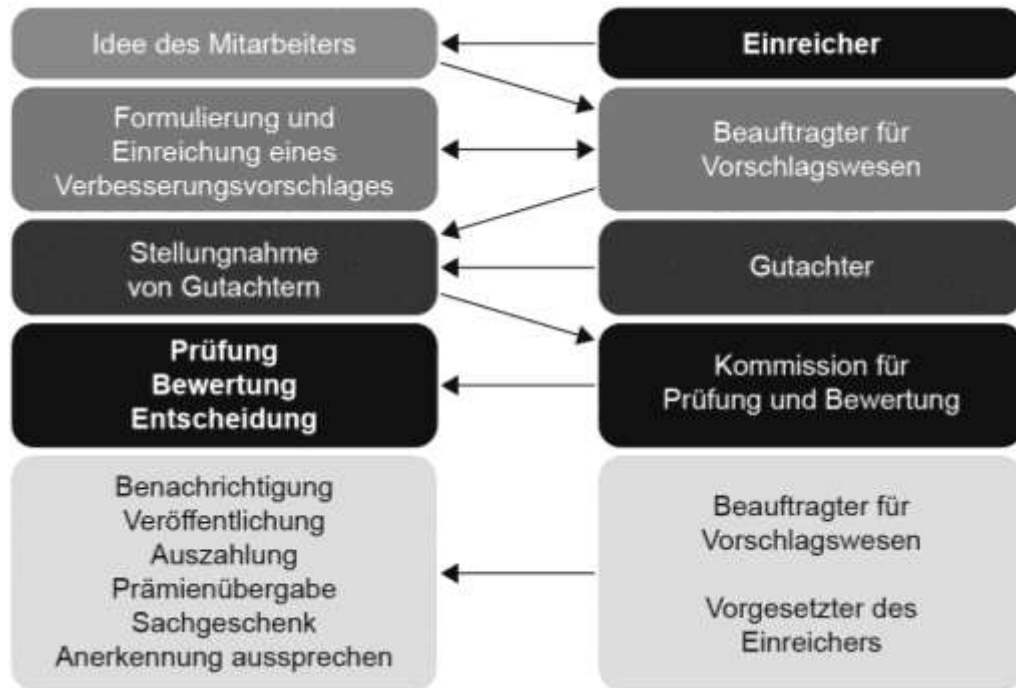 Idee des Mitarbeiters
Einreicher
Formulierung und
Einreichung eines
Verbesserungsvorschlages
Beauftragter für
Vorschlagswesen
Stellungnahme
von Gutachtern
Gutachter
Prüfung
Bewertung
Entscheidung
Kommission für
Prüfung und Bewertung
Benachrichtigung
Veröffentlichung
Auszahlung
Prämienübergabe
Sachgeschenk
Anerkennung aussprechen
Beauftragter für
Vorschlagswesen
Vorgesetzter des
Einreichers